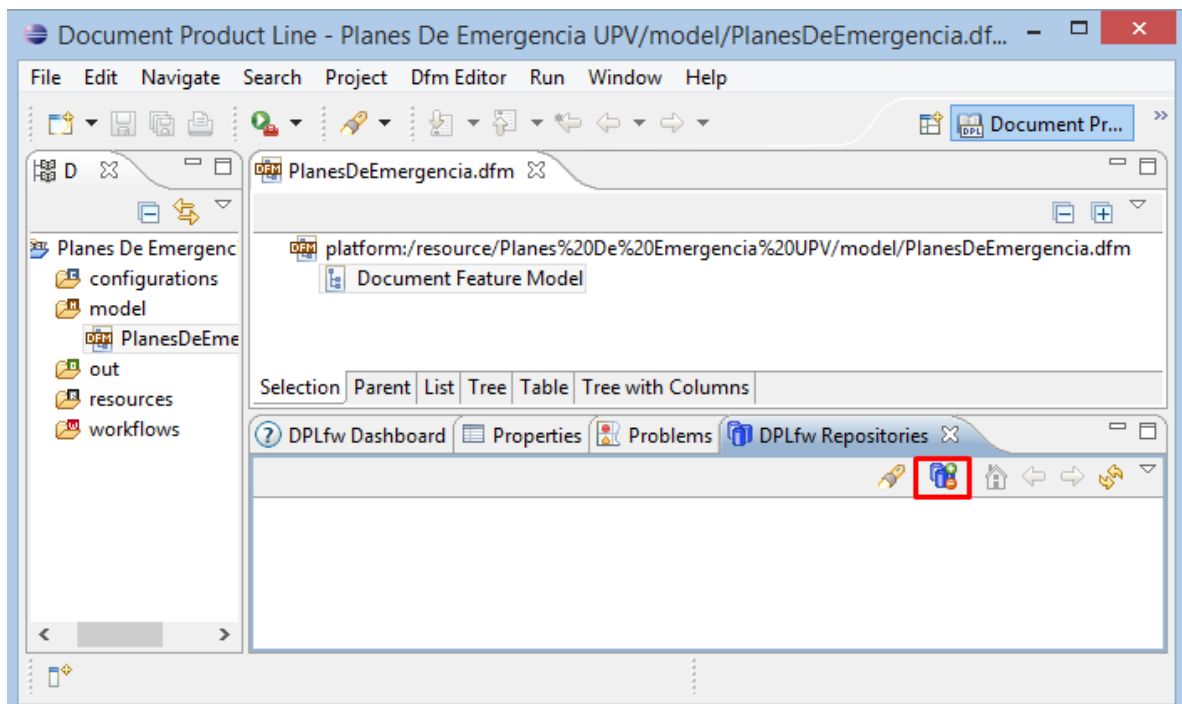 Document Product Line - Planes De Emergencia UPV/model/PlanesDeEmergencia.df...
File Edit Navigate Search Project Dfm Editor Run Window Help
DPL Document Pr...
D
PlanesDeEmergencia.dfm
Planes De Emergenc
configurations
model
PlanesDeEme
out
resources
workflows
platform:/resource/Planes%20De%20Emergencia%20UPV/model/PlanesDeEmergencia.dfm
Document Feature Model
Selection Parent List Tree Table Tree with Columns
DPLfw Dashboard Properties Problems DPLfw Repositories